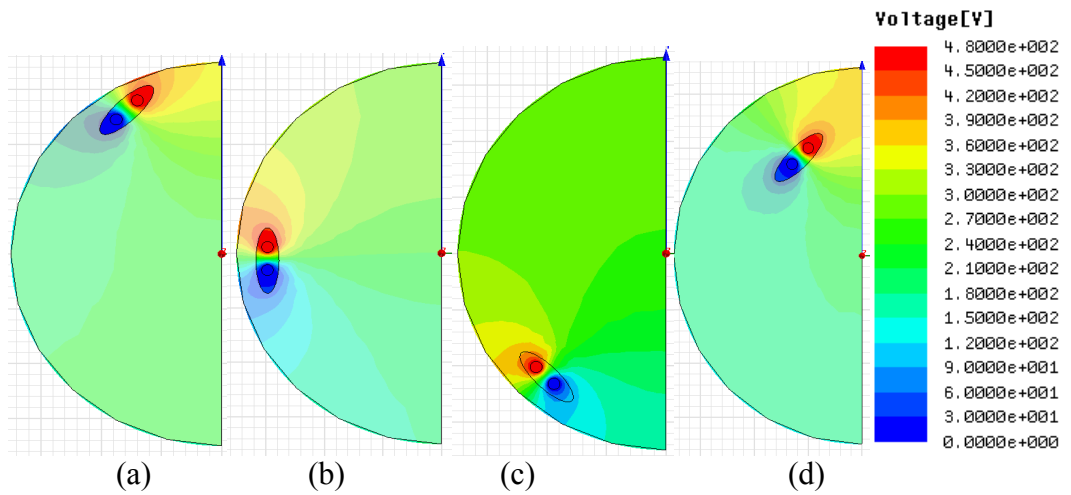 Voltage[V]
4.8000e+002
4.5000e+002
4.2000e+002
3.9000e+002
3.6000e+002
3.3000e+002
3.0000e+002
2.7000e+002
2.4000e+002
2.1000e+002
1.8000e+002
1.5000e+002
1.2000e+002
9.0000e+001
6.0000e+001
3.0000e+001
0.0000e+000
(a)
(b)
(c)
(d)